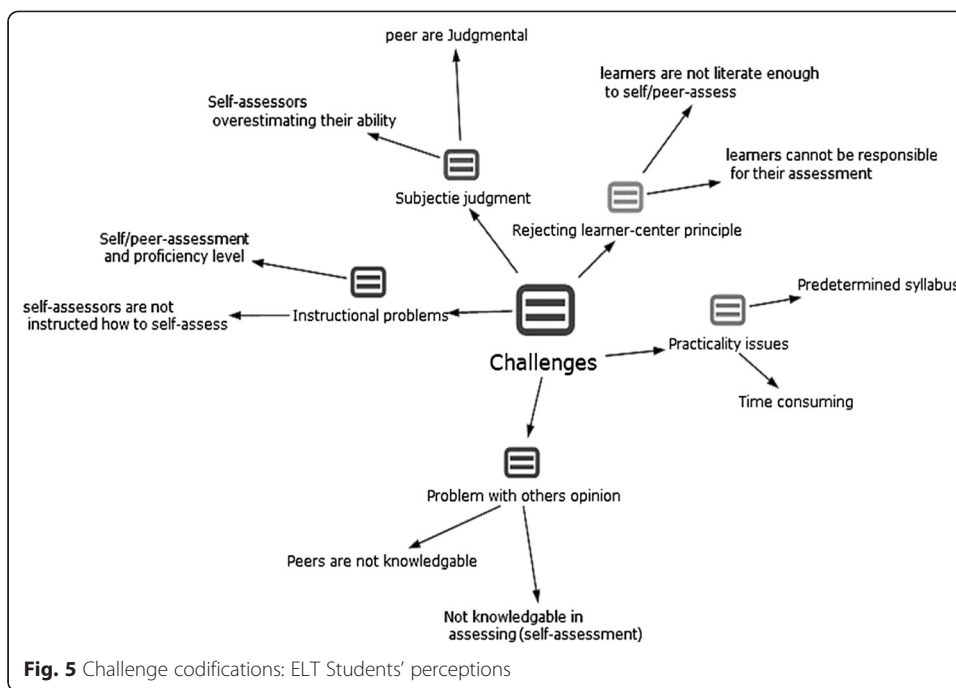 peer are Judgmental
learners are not literate enough
to self/peer-assess
Self-assessors
overestimating their ability
learners cannot be responsible
for their assessment
Subjectie judgment
Rejecting learner-center principle
Self/peer-assessment
and proficiency level
Predetermined syllabus
self-assessors are not
instructed how to self-assess
Instructional problems
Practicality issues
Challenges
Time consuming
Problem with others opinion
Peers are not knowledgable
Not knowledgable in
assessing (self-assessment)
Fig. 5 Challenge codifications: ELT Students' perceptions